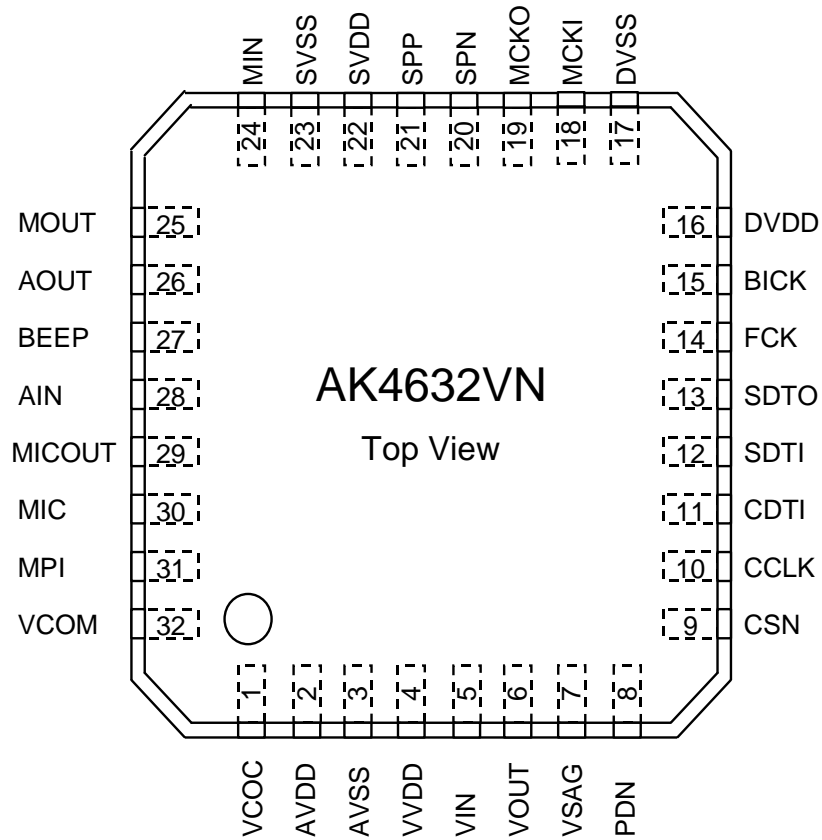 MIN SVSS SVDD SPP SPN MCKO MCKI DVSS
24 23 22 21 20 19 18 17
MOUT 25 16 DVDD
AOUT 26 15 BICK
BEEP 27 14 FCK
AIN 28 AK4632VN 13 SDTO
MICOUT 29 Top View 12 SDTI
MIC 30 11 CDTI
MPI 31 10 CCLK
VCOM 32 9 CSN
1 2 3 4 5 6 7 8
VCOC AVDD AVSS VVDD VIN VOUT VSAG PDN